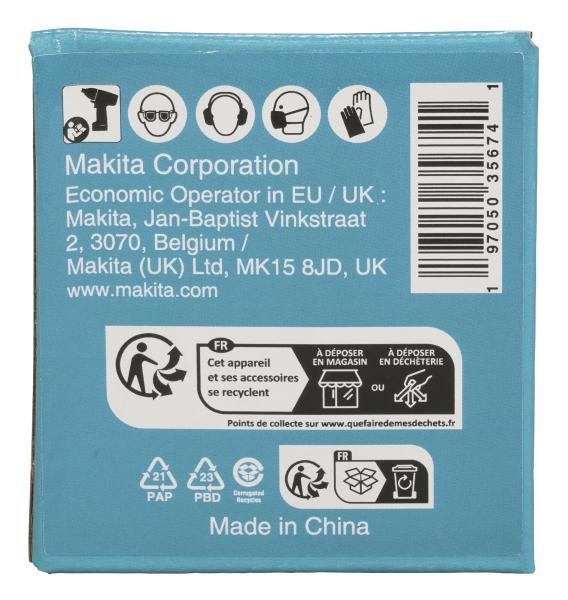 Makita Corporation
Economic Operator in EU / UK :
Makita, Jan-Baptist Vinkstraat
2, 3070, Belgium /
Makita (UK) Ltd, MK15 8JD, UK
www.makita.com
1 97050 35674 1
FR
Cet appareil
et ses accessoires
se recyclent
À DÉPOSER
EN MAGASIN
OU
À DÉPOSER
EN DÉCHÈTERIE
Points de collecte sur www.quefairedemesdechets.fr
21
PAP
23
PBD
Corrugated
Recycles
FR
Made in China